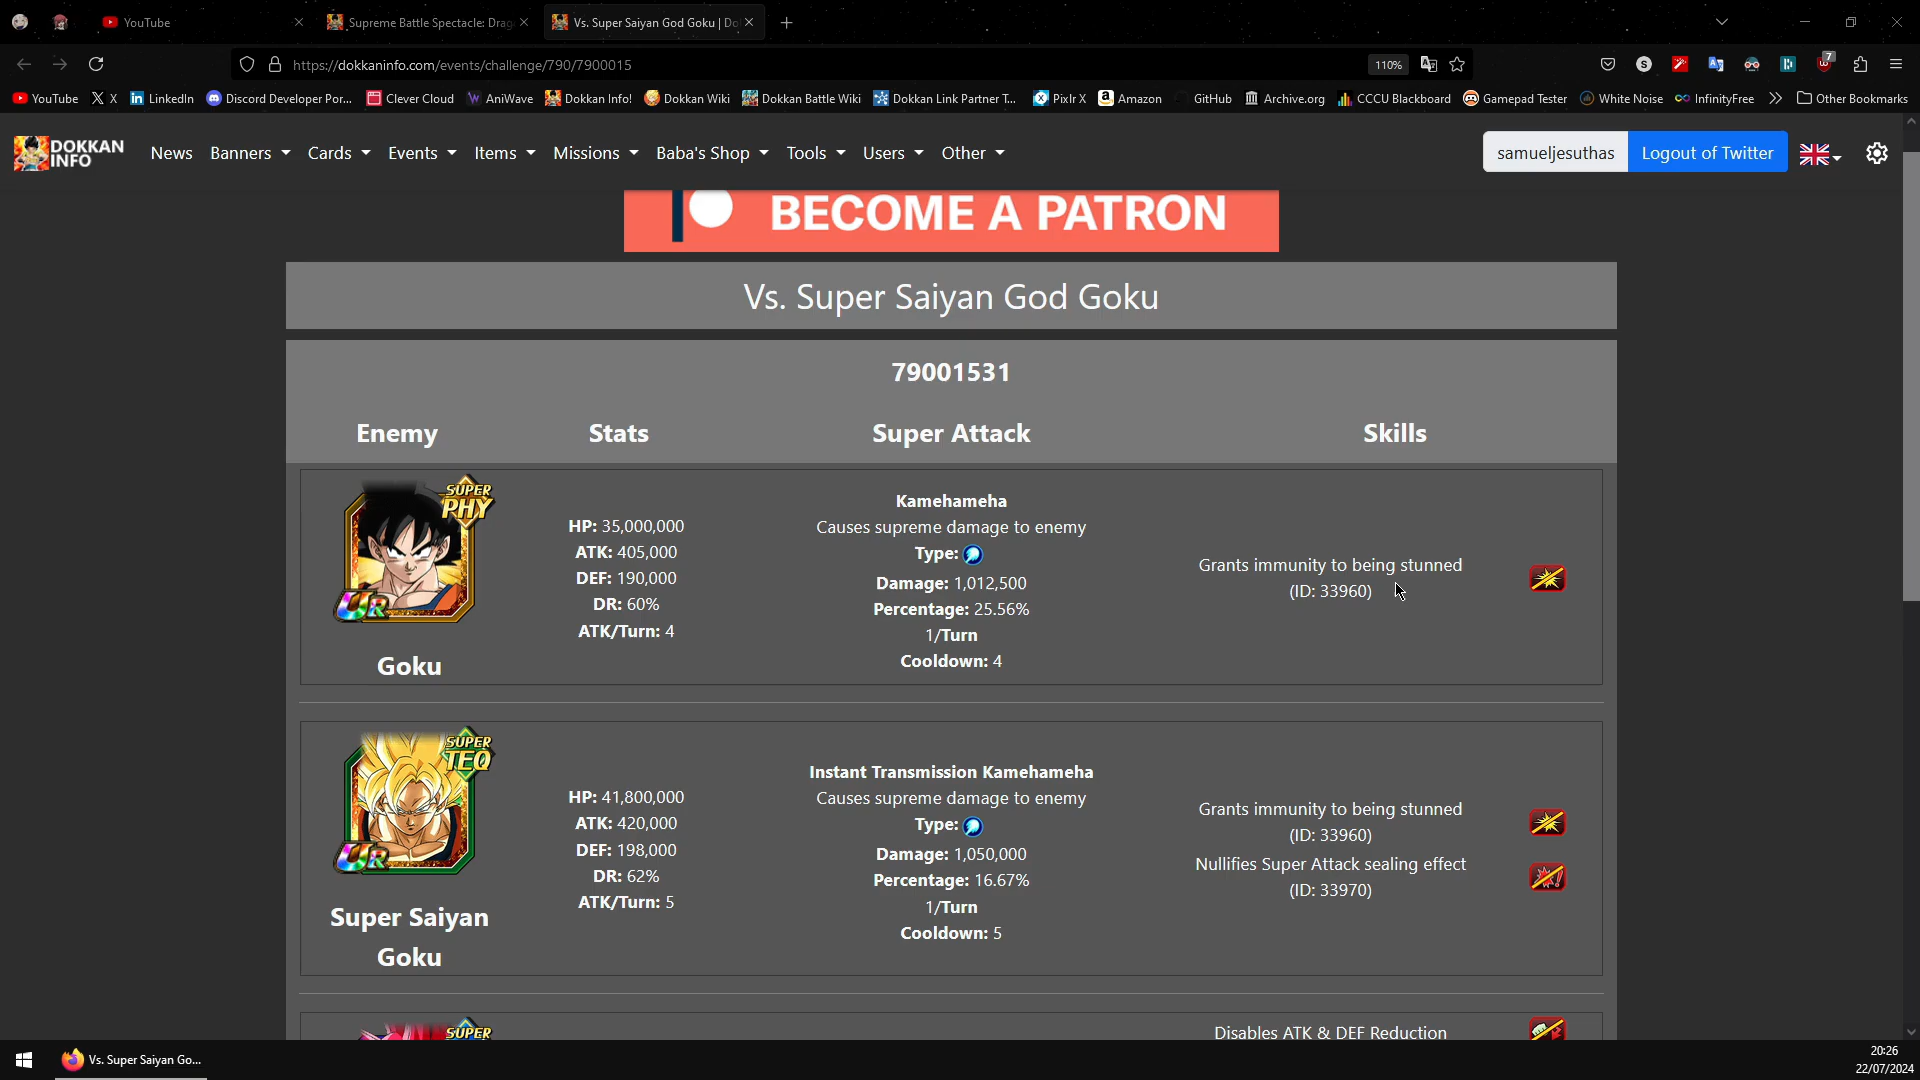 YouTube
Supreme Battle Spectacle: Drag
Vs. Super Saiyan God Goku | Do
https://dokkaninfo.com/events/challenge/790/7900015
110%
7
YouTube
X
LinkedIn
Discord Developer Por...
Clever Cloud
AniWave
Dokkan Info!
Dokkan Wiki
Dokkan Battle Wiki
Dokkan Link Partner T...
Pixlr X
Amazon
GitHub
Archive.org
CCCU Blackboard
Gamepad Tester
White Noise
InfinityFree
Other Bookmarks
DOKKAN
INFO
News
Banners
Cards
Events
Items
Missions
Baba's Shop
Tools
Users
Other
samueljesuthas
Logout of Twitter
BECOME A PATRON
Vs. Super Saiyan God Goku
79001531
Enemy
Stats
Super Attack
Skills
SUPER
PHY
UR
Goku
HP: 35,000,000
ATK: 405,000
DEF: 190,000
DR: 60%
ATK/Turn: 4
Kamehameha
Causes supreme damage to enemy
Type:
Damage: 1,012,500
Percentage: 25.56%
1/Turn
Cooldown: 4
Grants immunity to being stunned
(ID: 33960)
SUPER
TEQ
UR
Super Saiyan
Goku
HP: 41,800,000
ATK: 420,000
DEF: 198,000
DR: 62%
ATK/Turn: 5
Instant Transmission Kamehameha
Causes supreme damage to enemy
Type:
Damage: 1,050,000
Percentage: 16.67%
1/Turn
Cooldown: 5
Grants immunity to being stunned
(ID: 33960)
Nullifies Super Attack sealing effect
(ID: 33970)
SUPER
Disables ATK & DEF Reduction
Vs. Super Saiyan Go...
20:26
22/07/2024